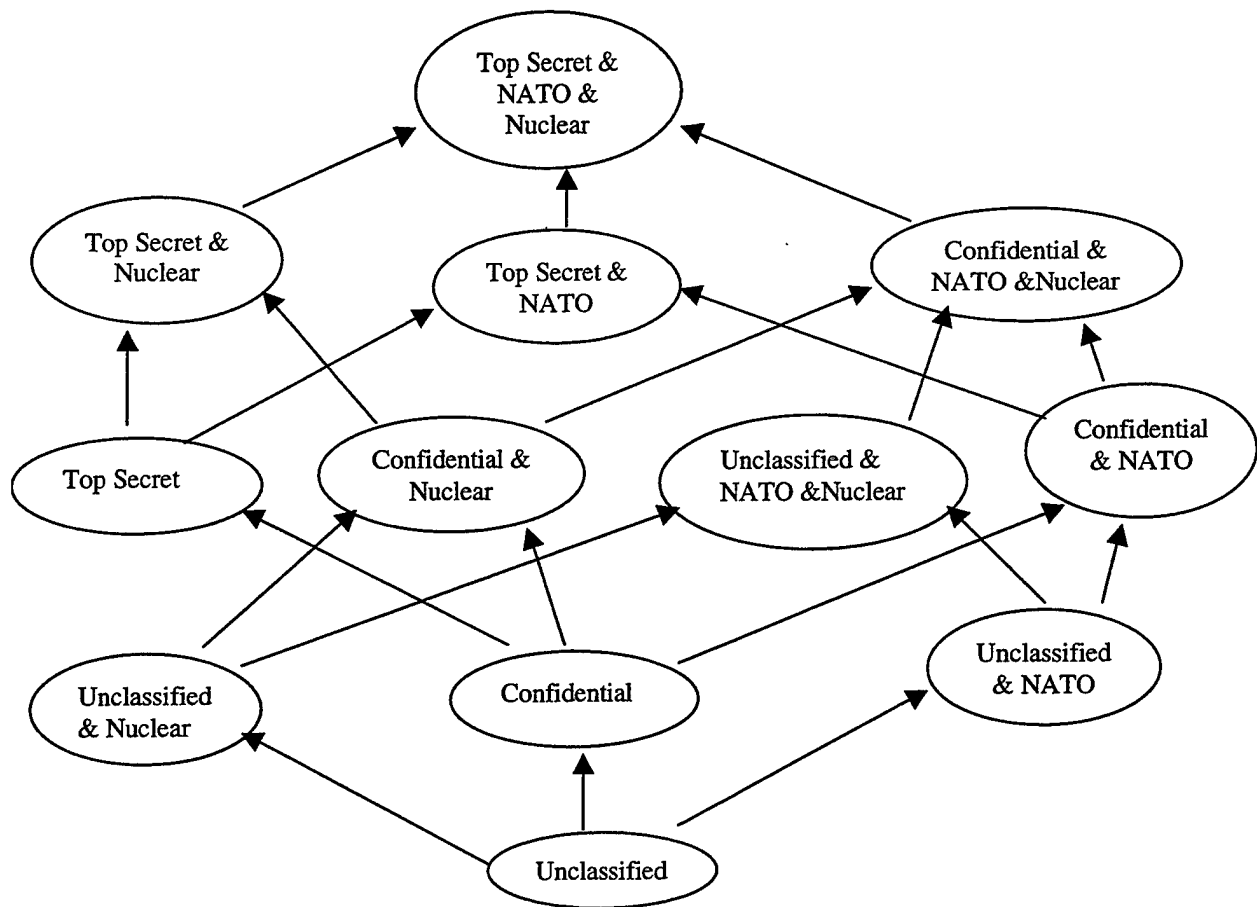 Top Secret &
NATO &
Nuclear
Top Secret &
Nuclear
Top Secret &
NATO
Confidential &
NATO &Nuclear
Top Secret
Confidential &
Nuclear
Unclassified &
NATO &Nuclear
Confidential
& NATO
Unclassified
& Nuclear
Confidential
Unclassified
& NATO
Unclassified